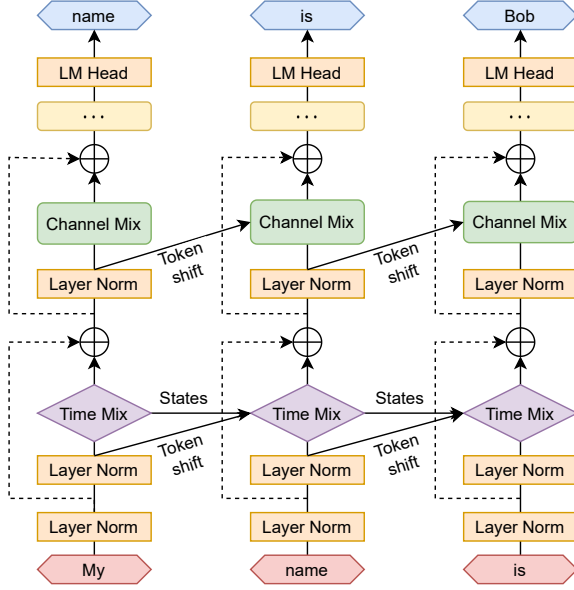 name is Bob
LM Head LM Head LM Head
... ... ...
Channel Mix Channel Mix Channel Mix
Token
shift
Token
shift
Layer Norm Layer Norm Layer Norm
States States
Time Mix Time Mix Time Mix
Token
shift
Token
shift
Layer Norm Layer Norm Layer Norm
Layer Norm Layer Norm Layer Norm
My name is